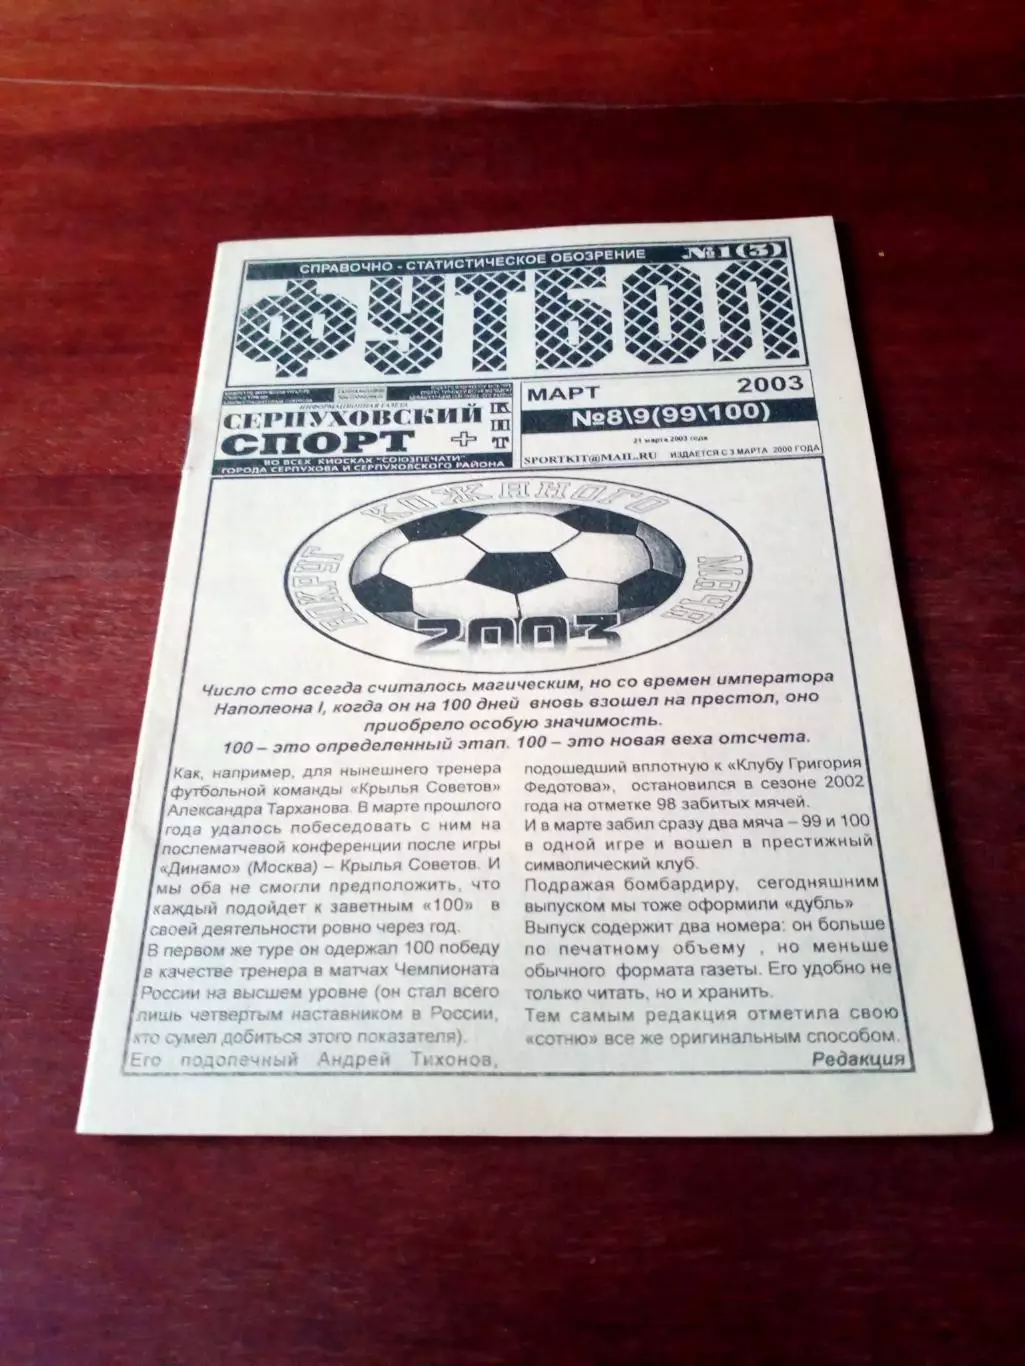 СПРАВОЧНО - СТАТИСТИЧЕСКОЕ ОБОЗРЕНИЕ
№1(3)
ФУТБОЛ
ИНФОРМАЦИОННАЯ ГАЗЕТА
СЕРПУХОВСКИЙ
СПОРТ +
КИТ
ВО ВСЕХ КИОСКАХ "СОЮЗПЕЧАТИ"
ГОРОДА СЕРПУХОВА И СЕРПУХОВСКОГО РАЙОНА
МАРТ 2003
№8\9(99\100)
21 марта 2003 года
SPORTKIT@MAIL.RU ИЗДАЕТСЯ С 3 МАРТА 2000 ГОДА
ВОКРУГ КОЖАНОГО МЯЧА
2003
Число сто всегда считалось магическим, но со времен императора
Наполеона I, когда он на 100 дней вновь взошел на престол, оно
приобрело особую значимость.
100 – это определенный этап. 100 – это новая веха отсчета.
Как, например, для нынешнего тренера
футбольной команды «Крылья Советов»
Александра Тарханова. В марте прошлого
года удалось побеседовать с ним на
послематчевой конференции после игры
«Динамо» (Москва) – Крылья Советов. И
мы оба не смогли предположить, что
каждый подойдет к заветным «100» в
своей деятельности ровно через год.
В первом же туре он одержал 100 победу
в качестве тренера в матчах Чемпионата
России на высшем уровне (он стал всего
лишь четвертым наставником в России,
кто сумел добиться этого показателя).
Его подопечный Андрей Тихонов,
подошедший вплотную к «Клубу Григория
Федотова», остановился в сезоне 2002
года на отметке 98 забитых мячей.
И в марте забил сразу два мяча – 99 и 100
в одной игре и вошел в престижный
символический клуб.
Подражая бомбардиру, сегодняшним
выпуском мы тоже оформили «дубль»
Выпуск содержит два номера: он больше
по печатному объему , но меньше
обычного формата газеты. Его удобно не
только читать, но и хранить.
Тем самым редакция отметила свою
«сотню» все же оригинальным способом.
Редакция